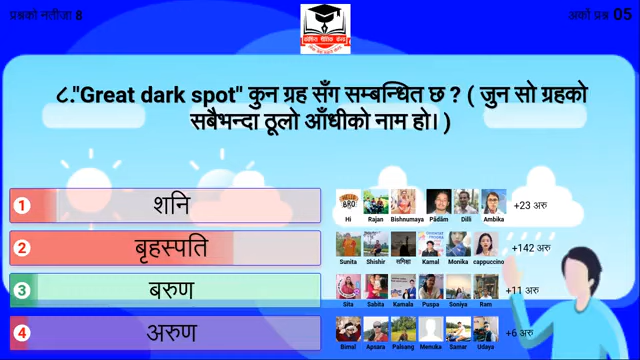 प्रश्नको नतीजा 8
अर्को प्रश्न 05
८."Great dark spot" कुन ग्रह सँग सम्बन्धित छ ? ( जुन सो ग्रहको
सबैभन्दा ठूलो आँधीको नाम हो। )
1 शनि
Hi Rajan Bishnumaya Pādām Dilli Ambika
+23 अरु
2 बृहस्पति
Sunita Shishir समिक्षा Kamal Monika cappuccino
+142 अरु
3 बरुण
Sita Sabita Kamala Puspa Soniya Ram
+11 अरु
4 अरुण
Bimal Apsara Palsang Menuka Samar Udaya
+6 अरु